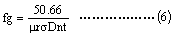 fg = 50.66 / μrσDnt ………………… (6)